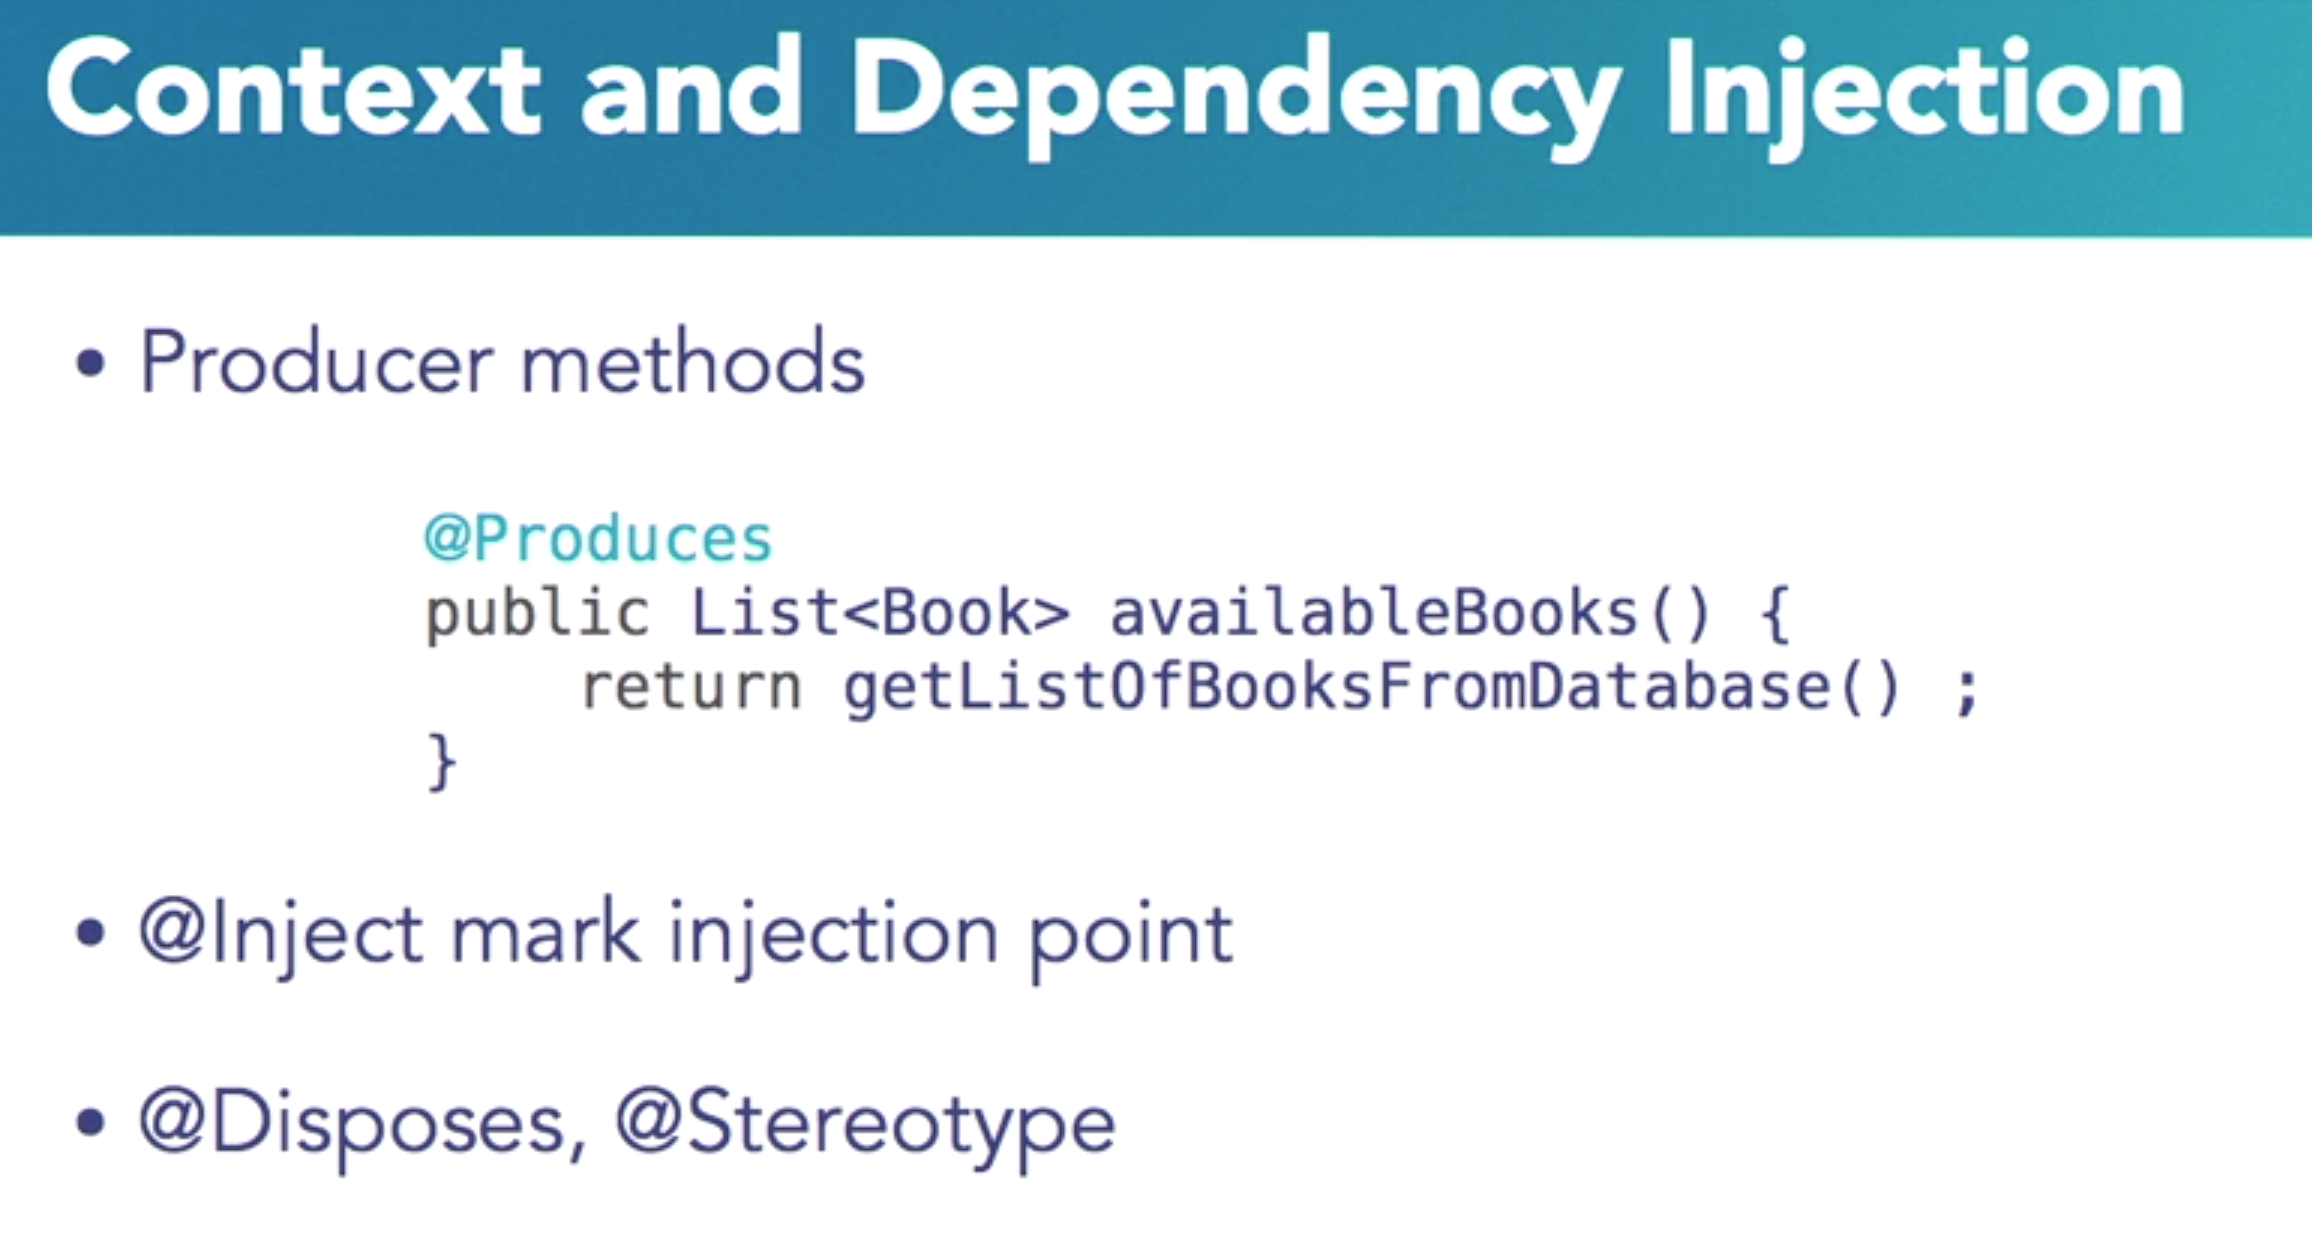 Context and Dependency Injection
• Producer methods
@Produces
public List<Book> availableBooks() {
    return getListOfBooksFromDatabase() ;
}
• @Inject mark injection point
• @Disposes, @Stereotype